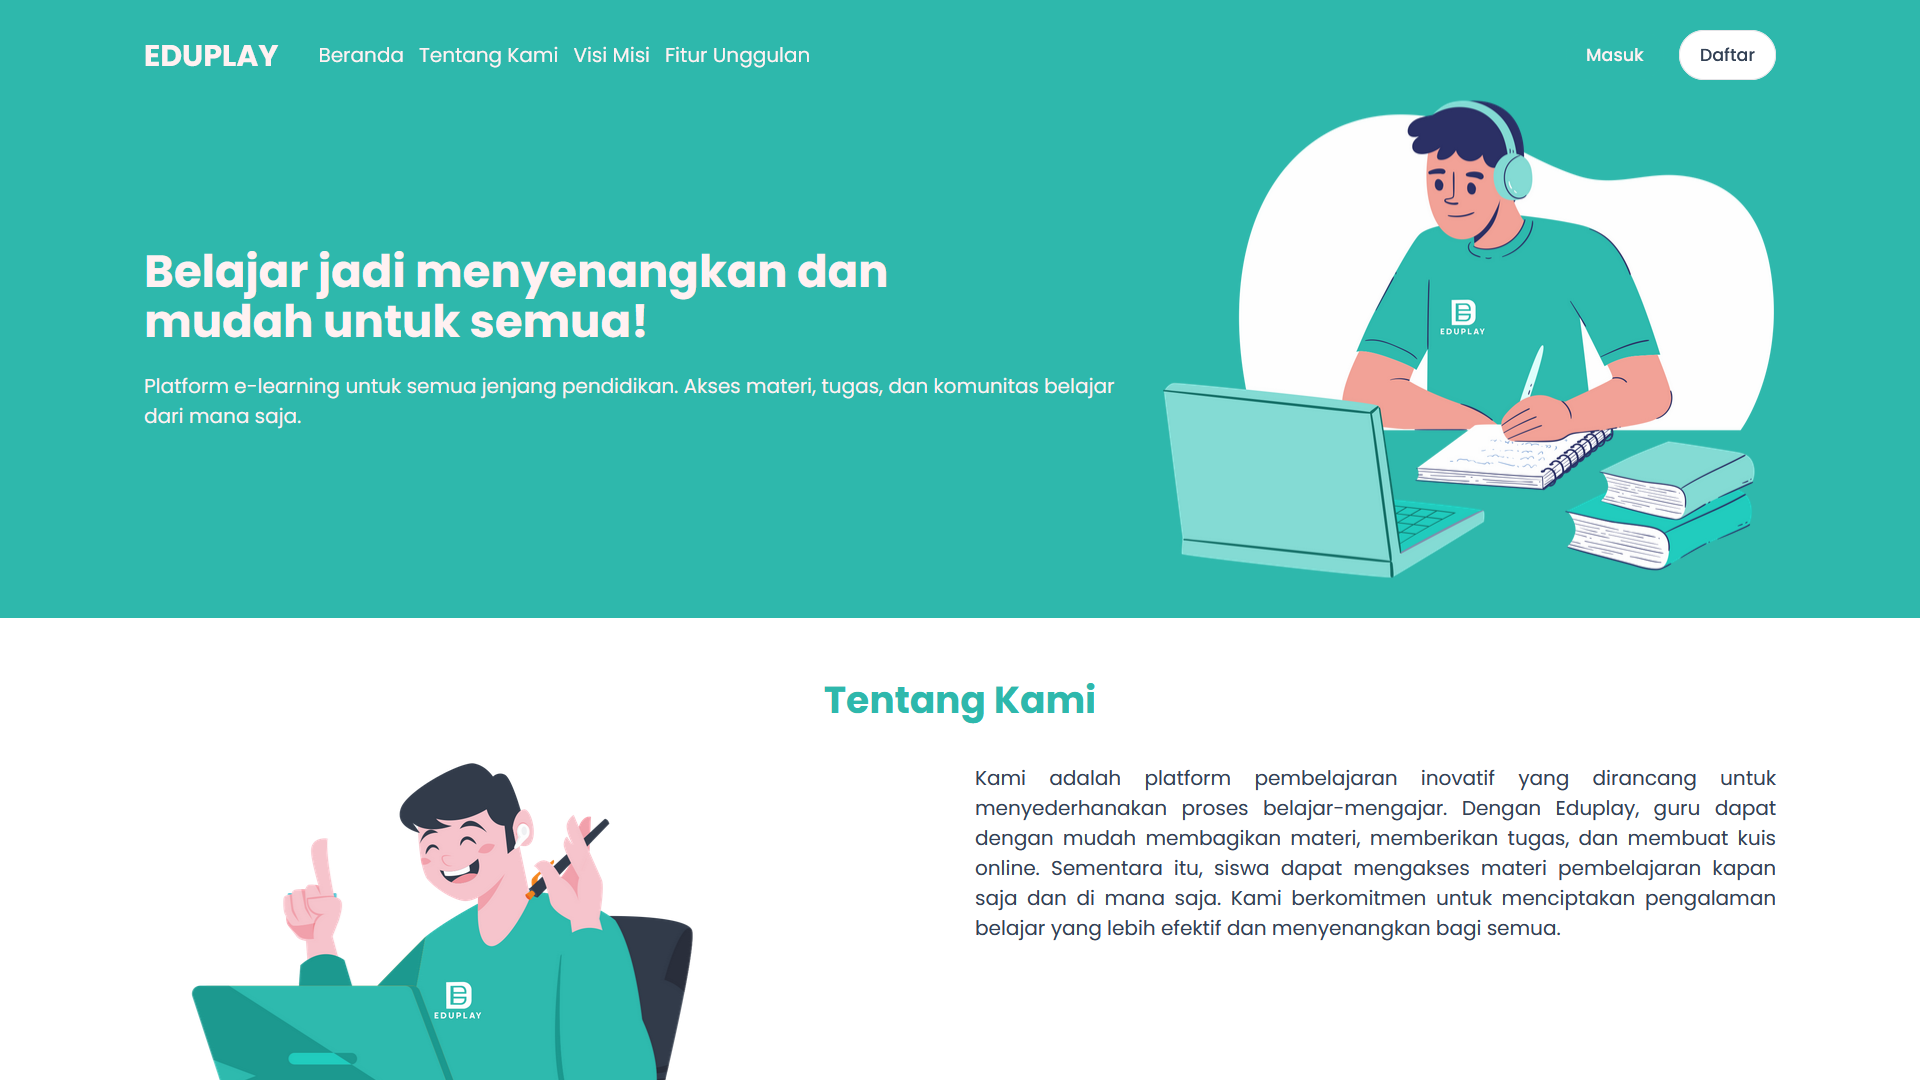 EDUPLAY Beranda Tentang Kami Visi Misi Fitur Unggulan Masuk Daftar
Belajar jadi menyenangkan dan
mudah untuk semua!
Platform e-learning untuk semua jenjang pendidikan. Akses materi, tugas, dan komunitas belajar
dari mana saja.
EDUPLAY
Tentang Kami
Kami adalah platform pembelajaran inovatif yang dirancang untuk
menyederhanakan proses belajar-mengajar. Dengan Eduplay, guru dapat
dengan mudah membagikan materi, memberikan tugas, dan membuat kuis
online. Sementara itu, siswa dapat mengakses materi pembelajaran kapan
saja dan di mana saja. Kami berkomitmen untuk menciptakan pengalaman
belajar yang lebih efektif dan menyenangkan bagi semua.
EDUPLAY